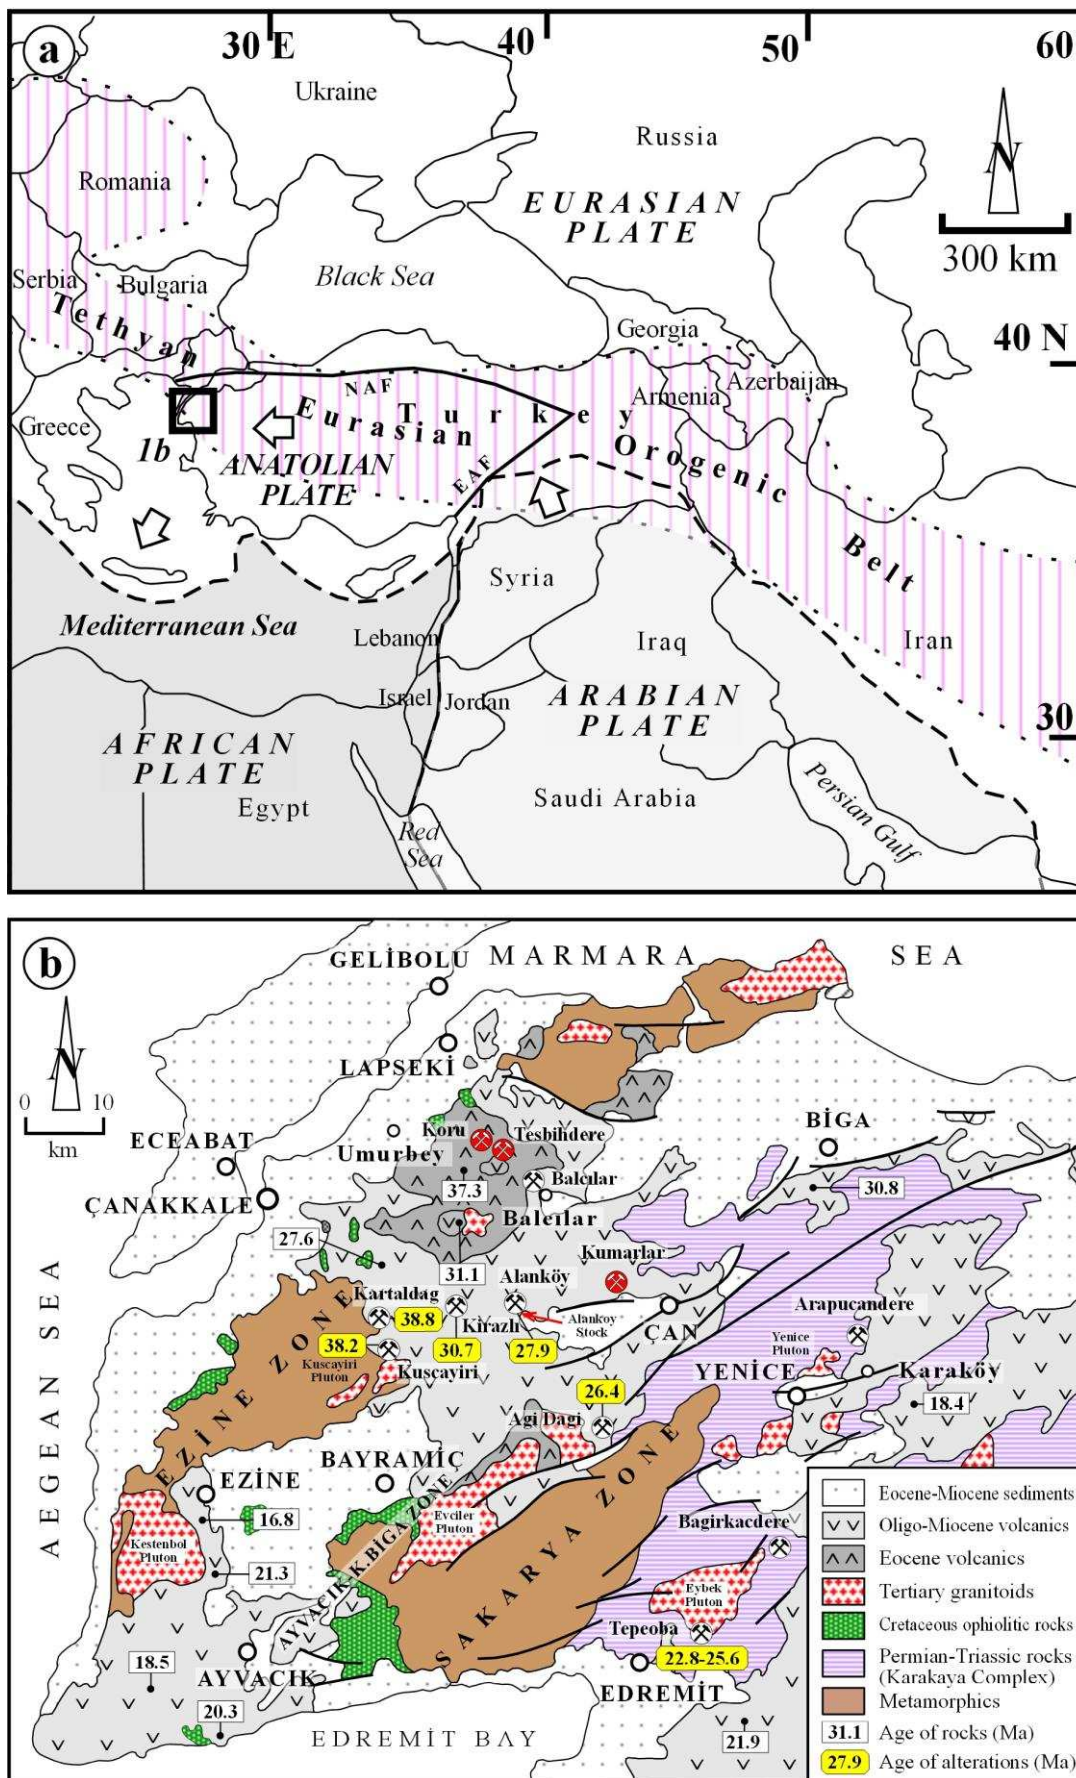 a
30 E
40
50
60
Ukraine
Russia
N
Romania
EURASIAN
PLATE
300 km
Black Sea
Serbia
Bulgaria
Tethyan
Georgia
40 N
NAF
Armenia
Azerbaijan
Turkey
Eurasian
Greece
1b
Orogenic
ANATOLIAN
PLATE
EAF
Belt
Syria
Mediterranean Sea
Lebanon
Iraq
Iran
Israel
Jordan
ARABIAN
PLATE
30
AFRICAN
PLATE
Egypt
Saudi Arabia
Persian Gulf
Red
Sea
b
MARMARA SEA
GELİBOLU
N
LAPSEKİ
0 10
km
ECEABAT
BİGA
Koru
Tesbihdere
Umurbey
37.3
Balcılar
30.8
ÇANAKKALE
Balcılar
27.6
31.1
Kumarlar
Alanköy
Kartaldag
38.8
Kirazlı
Alankoy
Stock
ÇAN
Arapucandere
38.2
30.7
27.9
Yenice
Pluton
Kuscayiri
Pluton
Kuscayiri
YENİCE
Karaköy
26.4
18.4
Agi Dagi
AEGEAN SEA
EZİNE ZONE
BAYRAMİÇ
EZİNE
16.8
Evciler
Pluton
SAKARYA ZONE
AYVACIK-K.BİGA ZONE
Kestenbol
Pluton
21.3
Bagirkacdere
Eybek
Pluton
Tepeoba
22.8-25.6
18.5
AYVACIK
EDREMİT
20.3
EDREMİT BAY
21.9
Eocene-Miocene sediments
Oligo-Miocene volcanics
Eocene volcanics
Tertiary granitoids
Cretaceous ophiolitic rocks
Permian-Triassic rocks
(Karakaya Complex)
Metamorphics
31.1 Age of rocks (Ma)
27.9 Age of alterations (Ma)